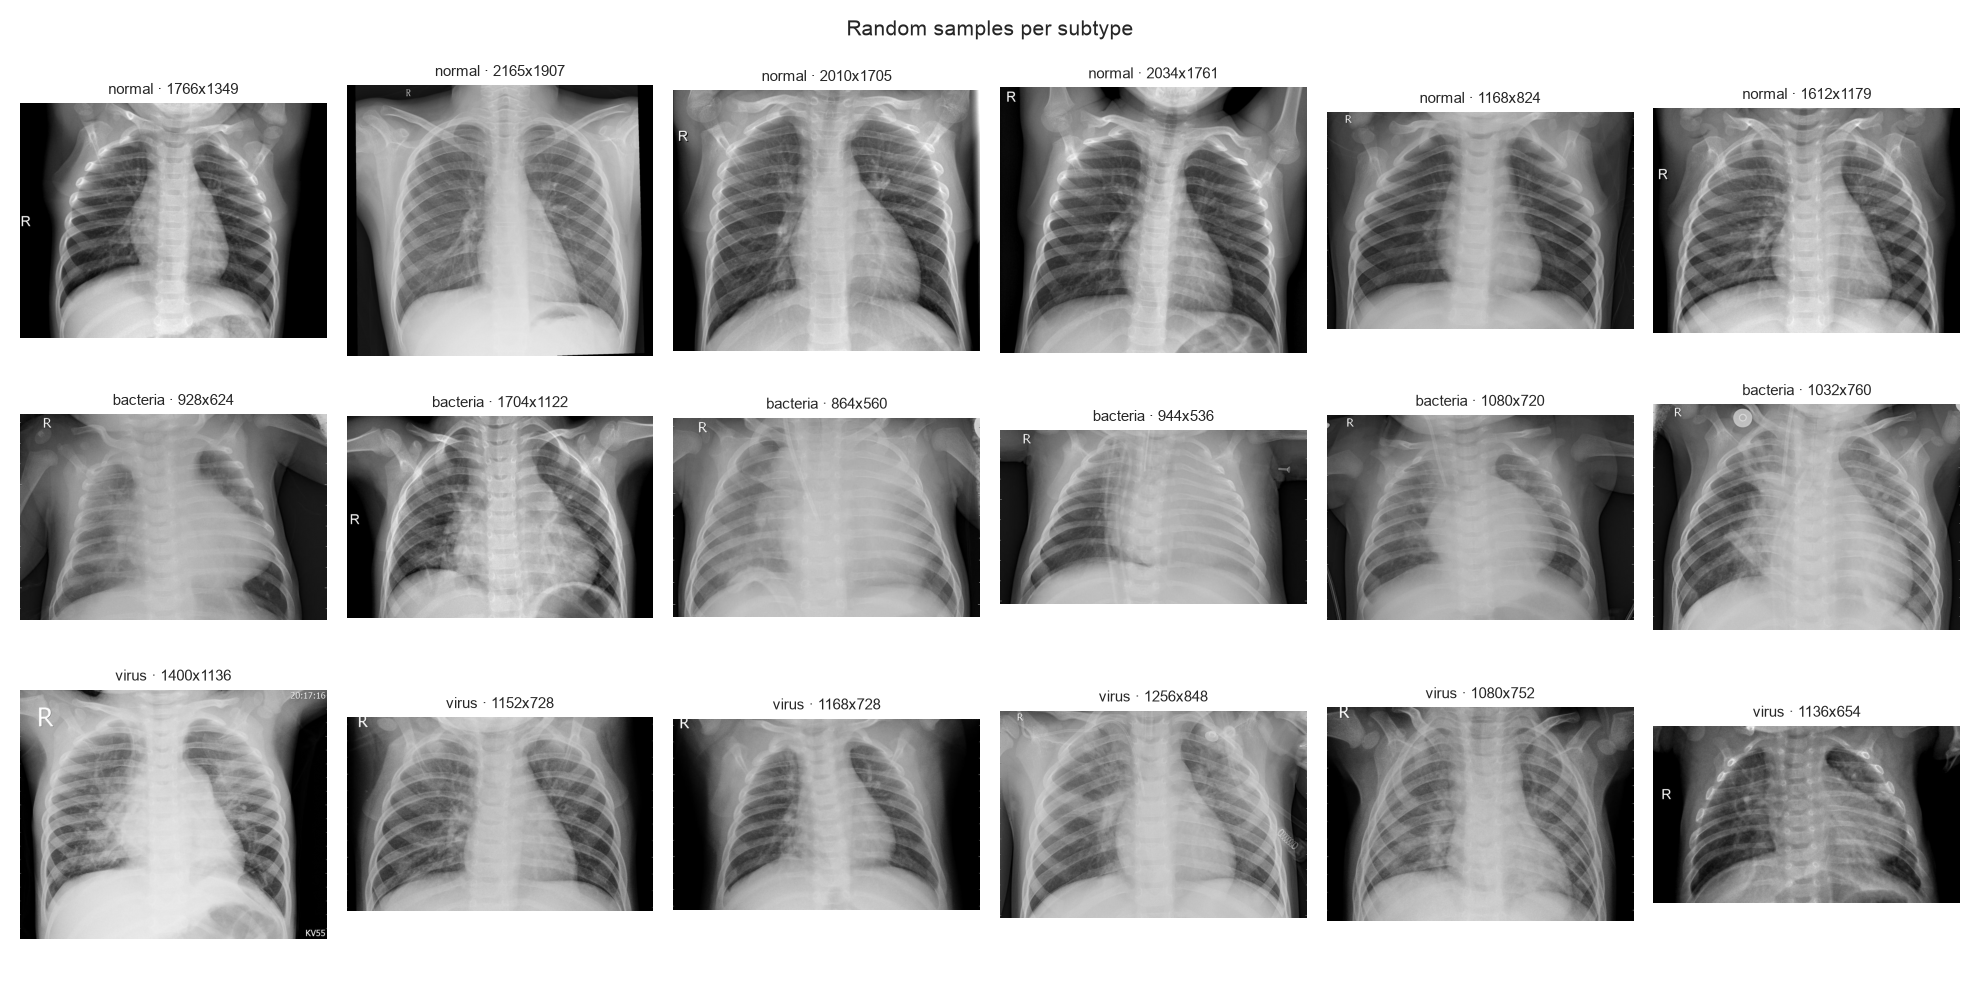 Random samples per subtype
normal · 1766x1349
normal · 2165x1907
normal · 2010x1705
normal · 2034x1761
normal · 1168x824
normal · 1612x1179
R
R
R
R
R
R
bacteria · 928x624
bacteria · 1704x1122
bacteria · 864x560
bacteria · 944x536
bacteria · 1080x720
bacteria · 1032x760
R
R
R
R
R
R
virus · 1400x1136
virus · 1152x728
virus · 1168x728
virus · 1256x848
virus · 1080x752
virus · 1136x654
20:17:16
R
KV55
R
R
R
R
R